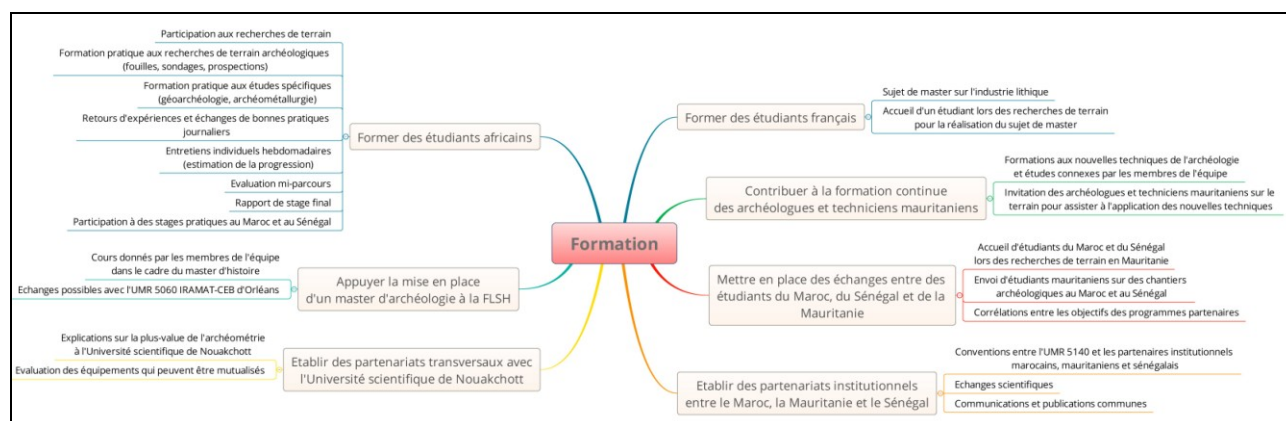 Formation
Former des étudiants africains
Participation aux recherches de terrain
Formation pratique aux recherches de terrain archéologiques
(fouilles, sondages, prospections)
Formation pratique aux études spécifiques
(géoarchéologie, archéométallurgie)
Retours d'expériences et échanges de bonnes pratiques
journaliers
Entretiens individuels hebdomadaires
(estimation de la progression)
Evaluation mi-parcours
Rapport de stage final
Participation à des stages pratiques au Maroc et au Sénégal
Appuyer la mise en place
d'un master d'archéologie à la FLSH
Cours donnés par les membres de l'équipe
dans le cadre du master d'histoire
Echanges possibles avec l'UMR 5060 IRAMAT-CEB d'Orléans
Etablir des partenariats transversaux avec
l'Université scientifique de Nouakchott
Explications sur la plus-value de l'archéométrie
à l'Université scientifique de Nouakchott
Evaluation des équipements qui peuvent être mutualisés
Former des étudiants français
Sujet de master sur l'industrie lithique
Accueil d'un étudiant lors des recherches de terrain
pour la réalisation du sujet de master
Contribuer à la formation continue
des archéologues et techniciens mauritaniens
Formations aux nouvelles techniques de l'archéologie
et études connexes par les membres de l'équipe
Invitation des archéologues et techniciens mauritaniens sur le
terrain pour assister à l'application des nouvelles techniques
Mettre en place des échanges entre des
étudiants du Maroc, du Sénégal et de la
Mauritanie
Accueil d'étudiants du Maroc et du Sénégal
lors des recherches de terrain en Mauritanie
Envoi d'étudiants mauritaniens sur des chantiers
archéologiques au Maroc et au Sénégal
Corrélations entre les objectifs des programmes partenaires
Etablir des partenariats institutionnels
entre le Maroc, la Mauritanie et le Sénégal
Conventions entre l'UMR 5140 et les partenaires institutionnels
marocains, mauritaniens et sénégalais
Echanges scientifiques
Communications et publications communes